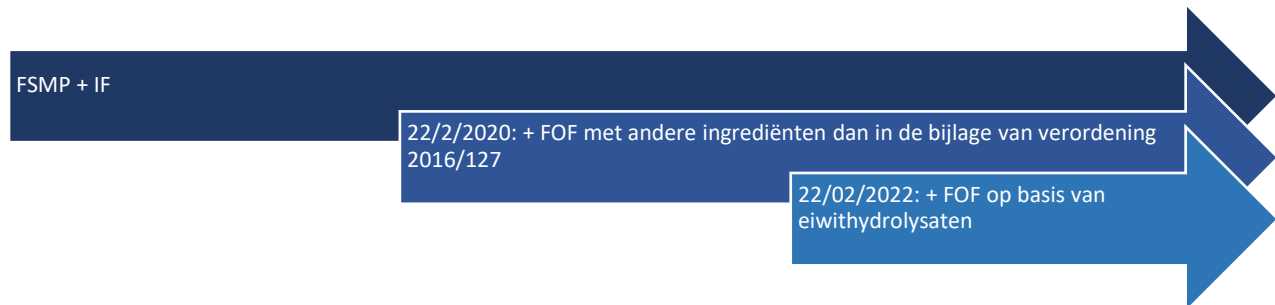 FSMP + IF
22/2/2020: + FOF met andere ingrediënten dan in de bijlage van verordening
2016/127
22/02/2022: + FOF op basis van
eiwithydrolysaten